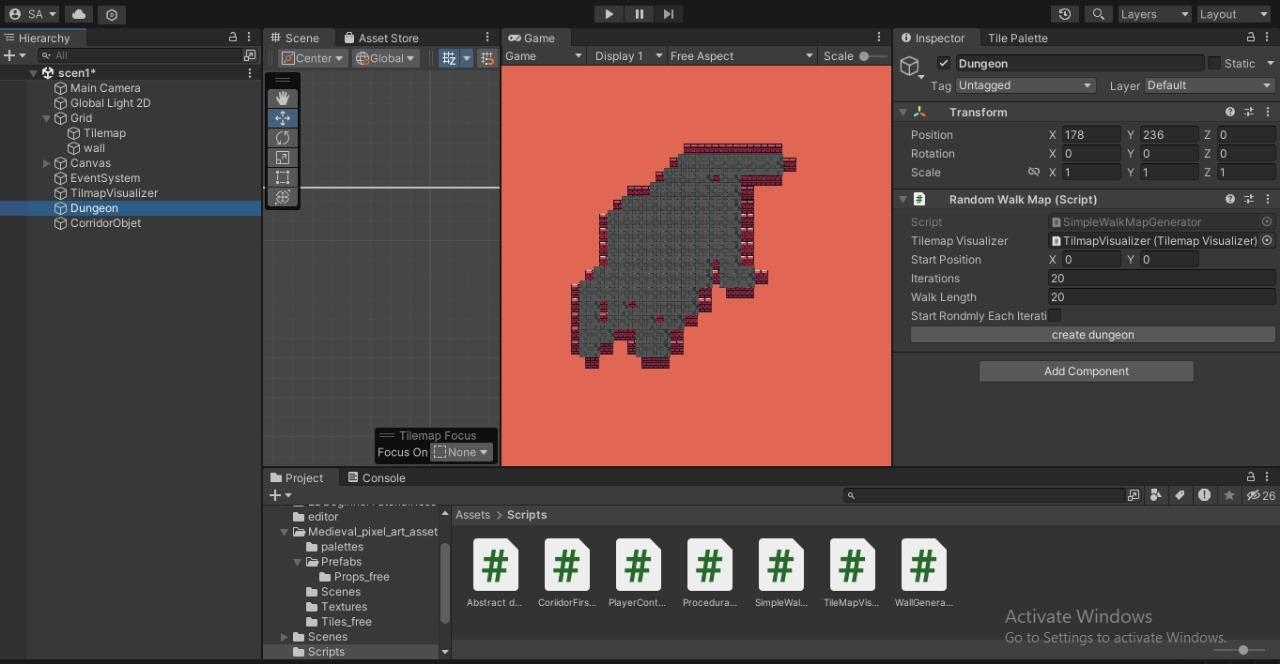 SA
Layers
Layout
Hierarchy
All
scen1*
Main Camera
Global Light 2D
Grid
Tilemap
wall
Canvas
EventSystem
TilmapVisualizer
Dungeon
CorridorObjet
Scene
Asset Store
Center
Global
Tilemap Focus
Focus On
None
Game
Game
Display 1
Free Aspect
Scale
Inspector
Tile Palette
Dungeon
Static
Tag Untagged
Layer Default
Transform
Position X 178 Y 236 Z 0
Rotation X 0 Y 0 Z 0
Scale X 1 Y 1 Z 1
Random Walk Map (Script)
Script SimpleWalkMapGenerator
Tilemap Visualizer TilmapVisualizer (Tilemap Visualizer)
Start Position X 0 Y 0
Iterations 20
Walk Length 20
Start Rondmly Each Iterati
create dungeon
Add Component
Project
Console
26
editor
Medieval_pixel_art_asset
palettes
Prefabs
Props_free
Scenes
Textures
Tiles_free
Scenes
Scripts
Assets > Scripts
Abstract d...
CoriidorFirs...
PlayerCont...
Procedura...
SimpleWal...
TileMapVis...
WallGenera...
Activate Windows
Go to Settings to activate Windows.